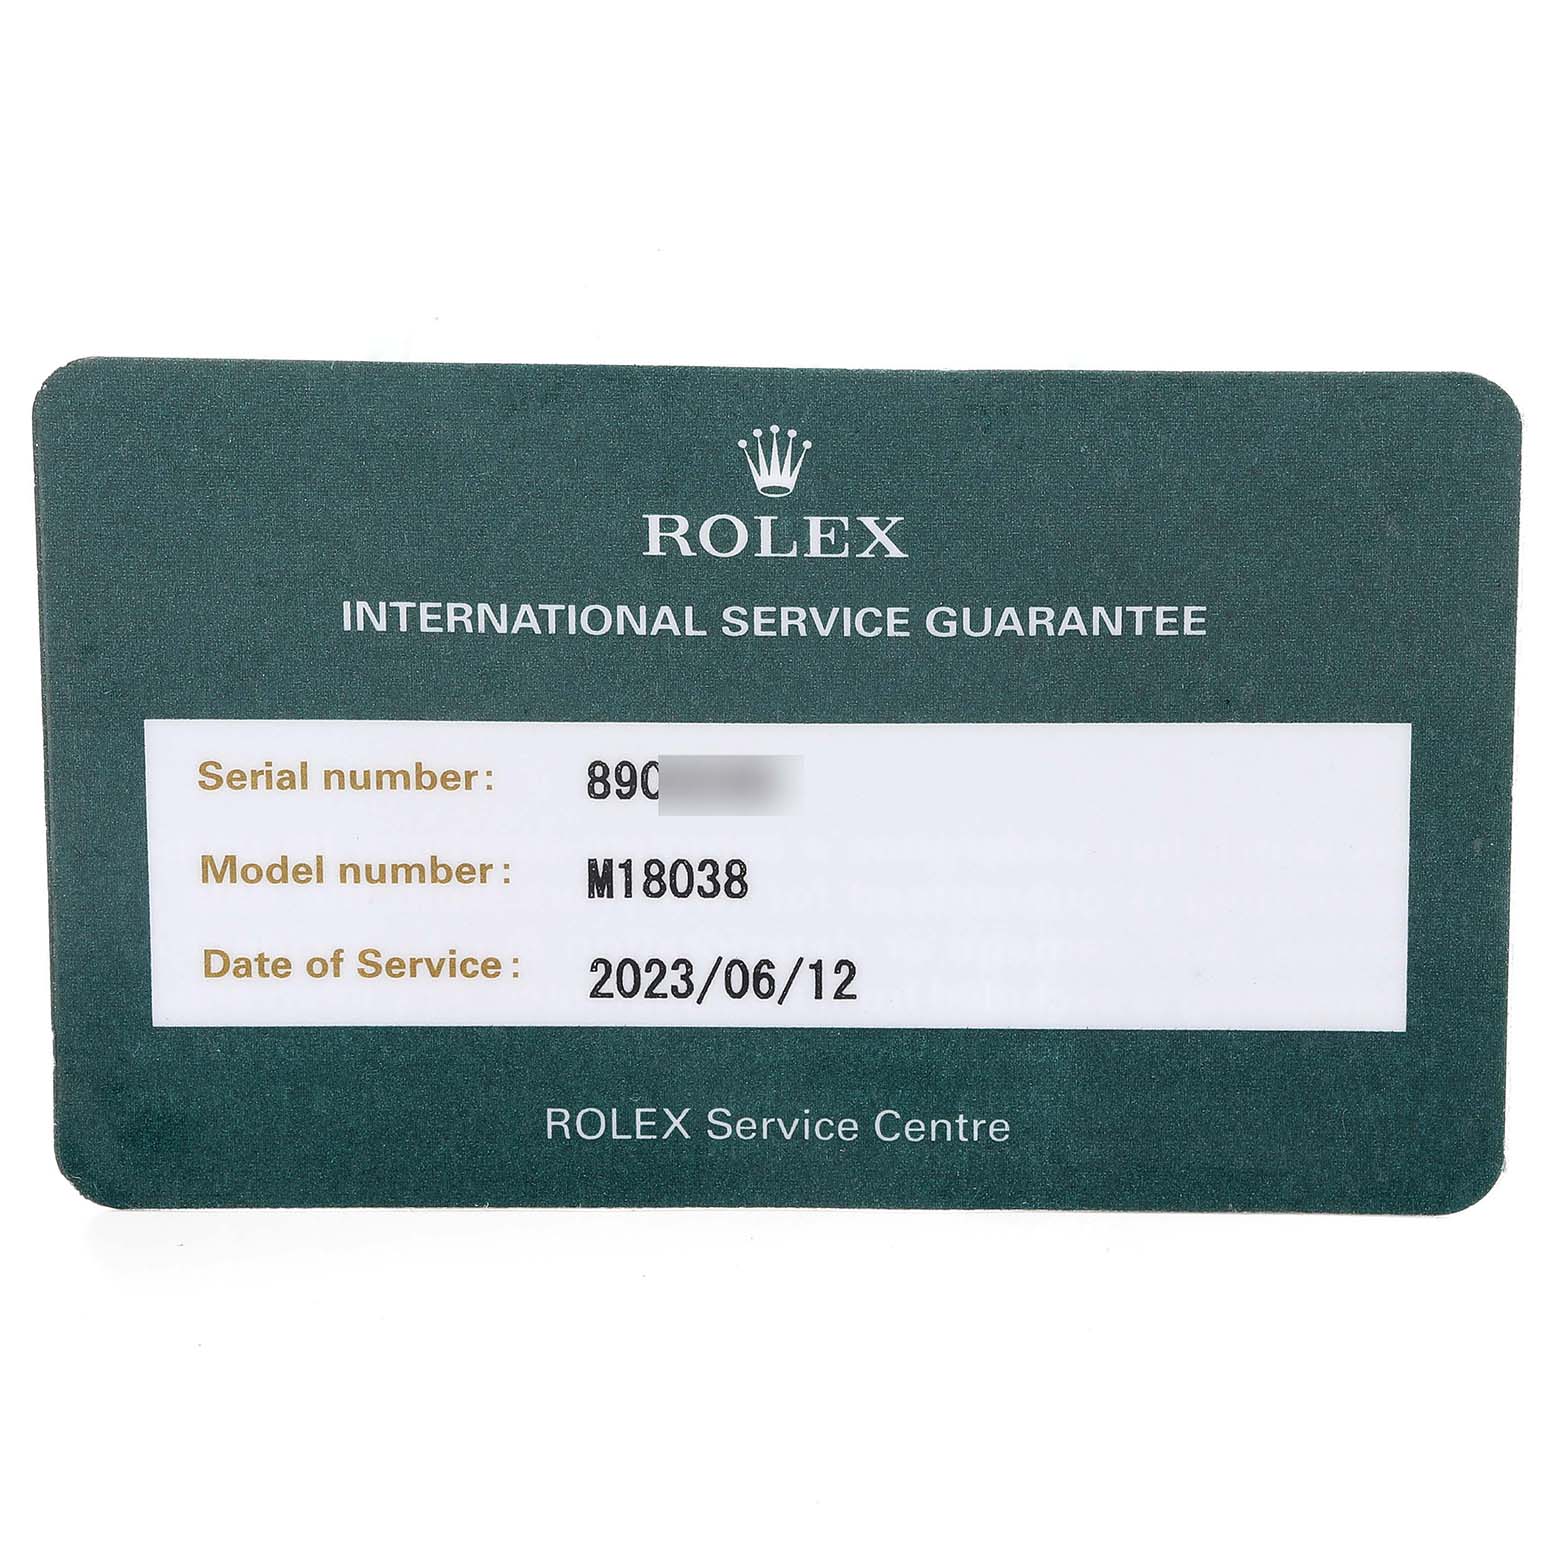 ROLEX
INTERNATIONAL SERVICE GUARANTEE
Serial number: 890
Model number: M18038
Date of Service: 2023/06/12
ROLEX Service Centre